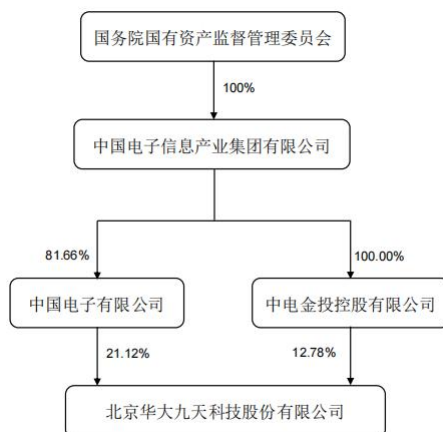 国务院国有资产监督管理委员会
100%
中国电子信息产业集团有限公司
81.66%
100.00%
中国电子有限公司
中电金投控股有限公司
21.12%
12.78%
北京华大九天科技股份有限公司